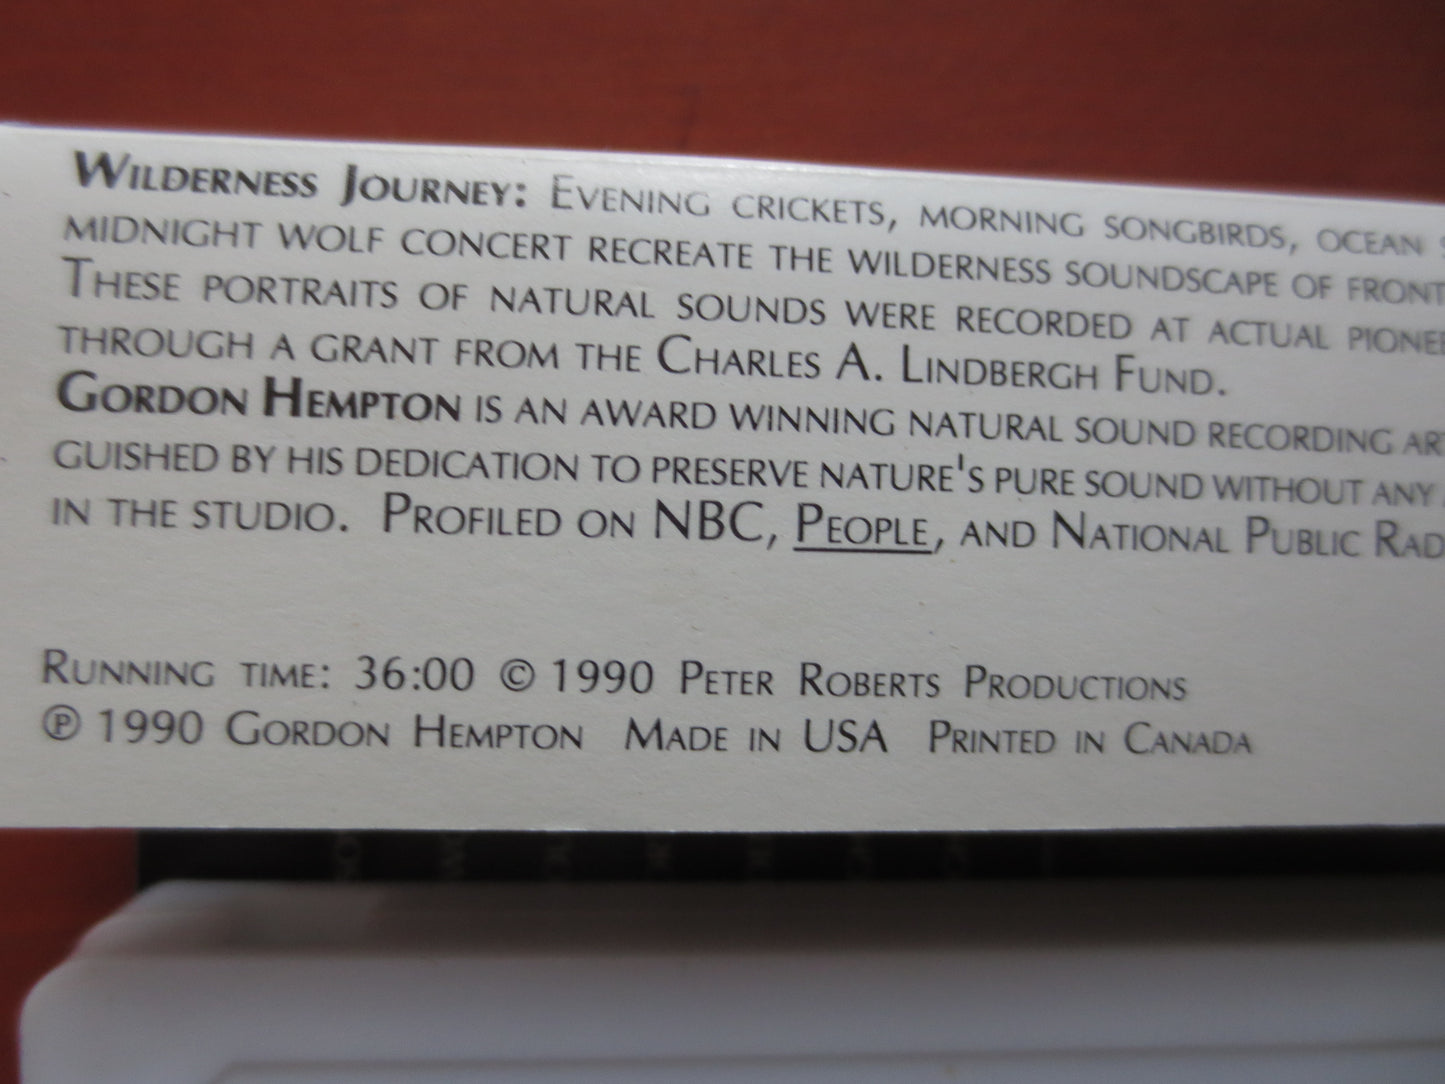 WILDERNESS JOURNEY: EVENING CRICKETS, MORNING SONGBIRDS, OCEAN
MIDNIGHT WOLF CONCERT RECREATE THE WILDERNESS SOUNDSCAPE OF
THESE PORTRAITS OF NATURAL SOUNDS WERE RECORDED AT ACTUAL
THROUGH A GRANT FROM THE CHARLES A. LINDBERGH FUND.
GORDON HEMPTON IS AN AWARD WINNING NATURAL SOUND RECORDING
GUISHED BY HIS DEDICATION TO PRESERVE NATURE'S PURE SOUND WITHOUT ANY
IN THE STUDIO. PROFILED ON NBC, PEOPLE, AND NATIONAL PUBLIC
RUNNING TIME: 36:00 © 1990 PETER ROBERTS PRODUCTIONS
℗ 1990 GORDON HEMPTON MADE IN USA PRINTED IN CANADA